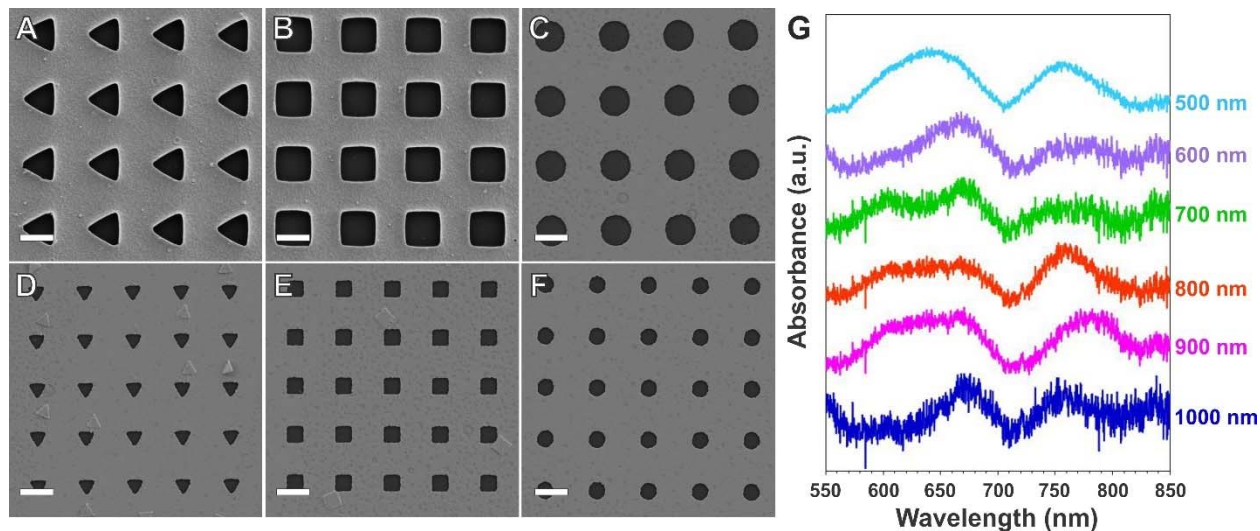 A
B
C
D
E
F
G
500 nm
600 nm
700 nm
800 nm
900 nm
1000 nm
Absorbance (a.u.)
550 600 650 700 750 800 850
Wavelength (nm)